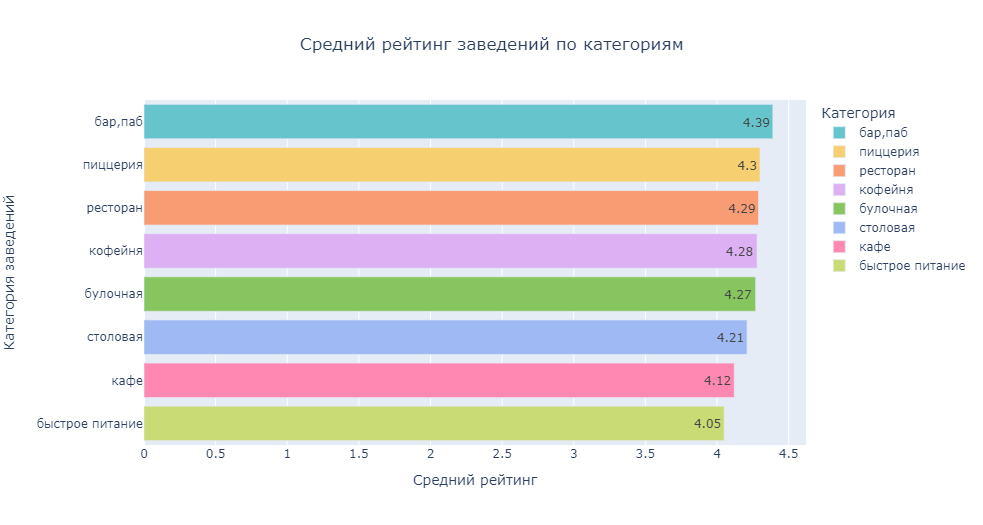 Средний рейтинг заведений по категориям
Категория заведений
бар,паб
4.39
пиццерия
4.3
ресторан
4.29
кофейня
4.28
булочная
4.27
столовая
4.21
кафе
4.12
быстрое питание
4.05
0 0.5 1 1.5 2 2.5 3 3.5 4 4.5
Средний рейтинг
Категория
бар,паб
пиццерия
ресторан
кофейня
булочная
столовая
кафе
быстрое питание